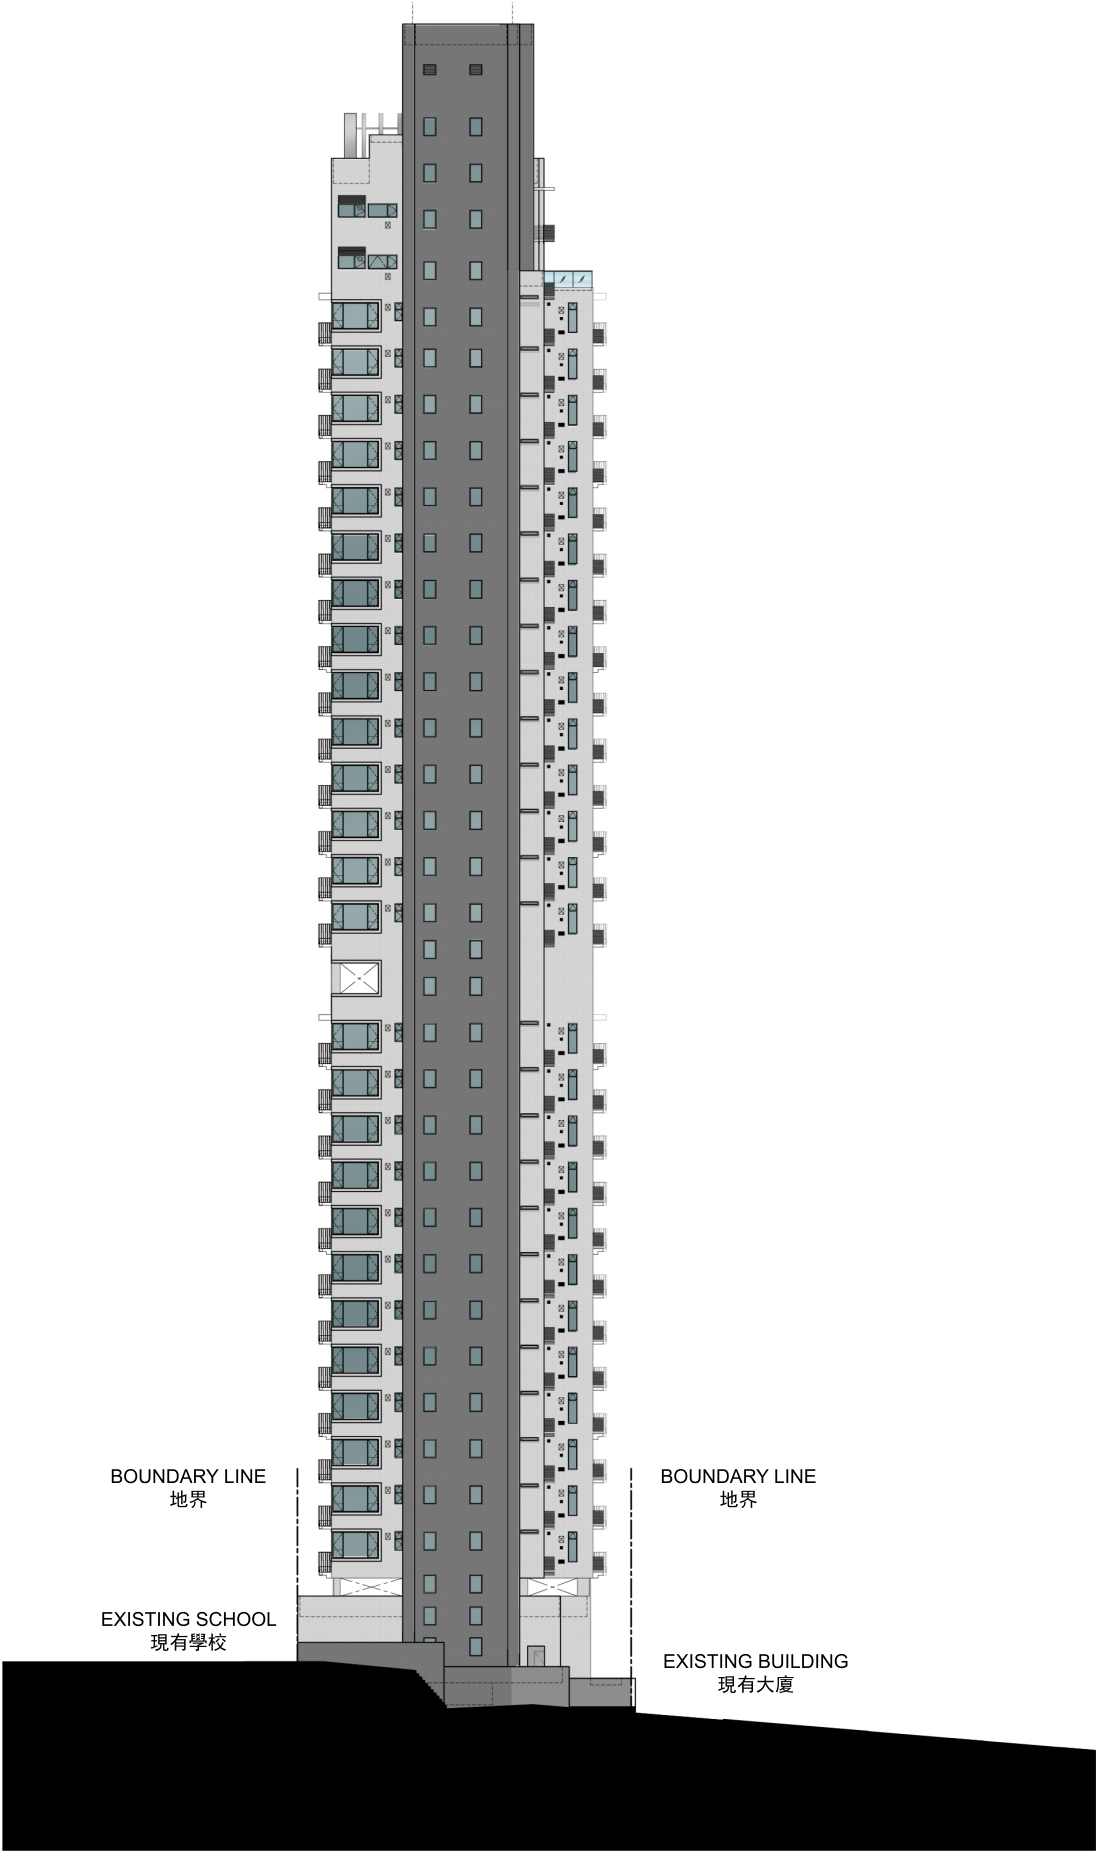 BOUNDARY LINE
地界
BOUNDARY LINE
地界
EXISTING SCHOOL
現有學校
EXISTING BUILDING
現有大廈